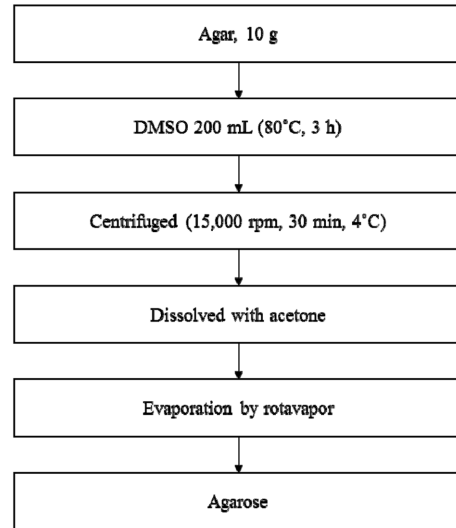 Agar, 10 g
DMSO 200 mL (80˚C, 3 h)
Centrifuged (15,000 rpm, 30 min, 4˚C)
Dissolved with acetone
Evaporation by rotavapor
Agarose